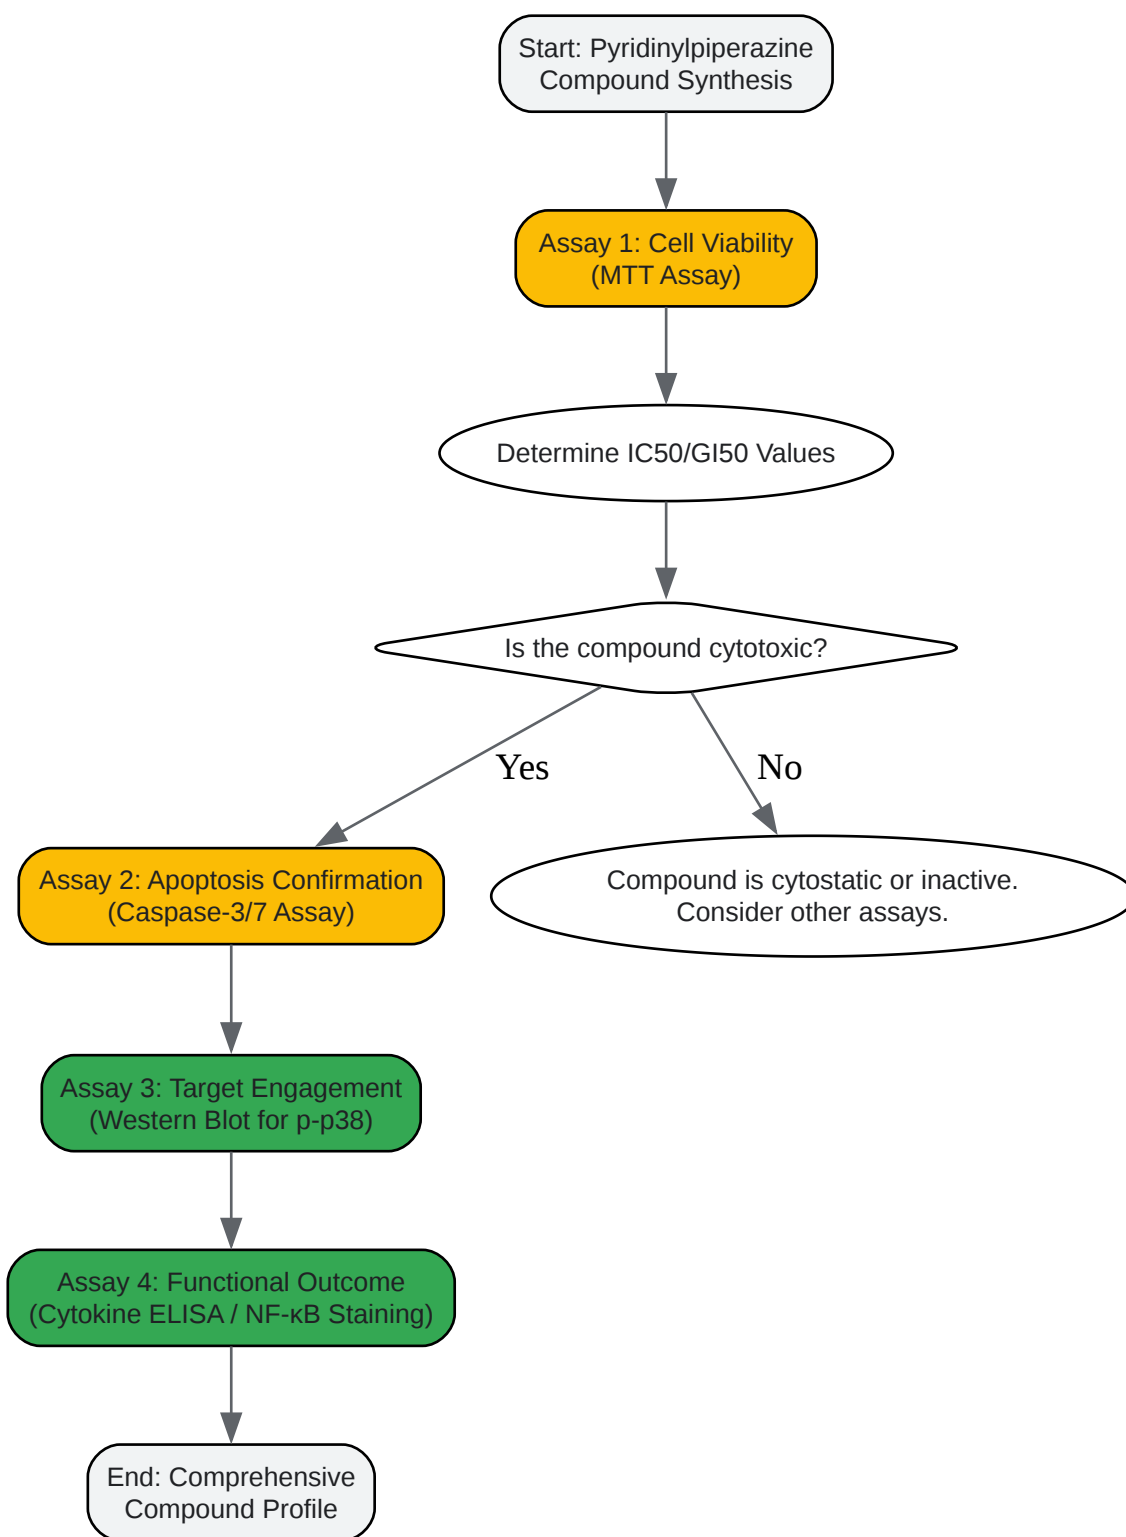 Start: Pyridinylpiperazine
Compound Synthesis
Assay 1: Cell Viability
(MTT Assay)
Determine IC50/GI50 Values
Is the compound cytotoxic?
Yes
No
Assay 2: Apoptosis Confirmation
(Caspase-3/7 Assay)
Compound is cytostatic or inactive.
Consider other assays.
Assay 3: Target Engagement
(Western Blot for p-p38)
Assay 4: Functional Outcome
(Cytokine ELISA / NF-κB Staining)
End: Comprehensive
Compound Profile